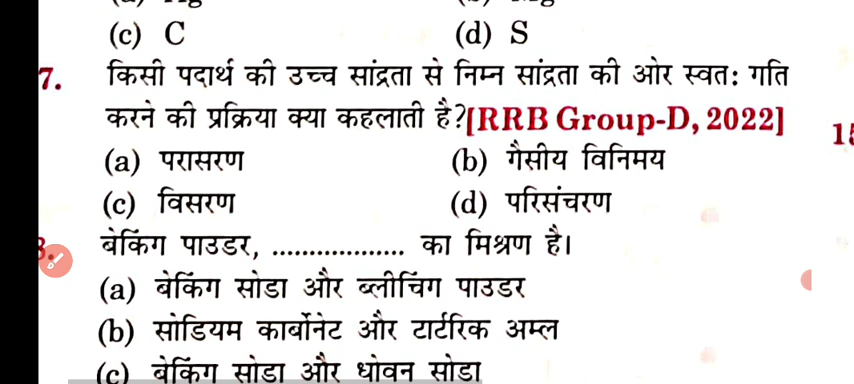 (c) C (d) S
7. किसी पदार्थ की उच्च सांद्रता से निम्न सांद्रता की ओर स्वतः गति
करने की प्रक्रिया क्या कहलाती है?[RRB Group-D, 2022]
(a) परासरण (b) गैसीय विनिमय
(c) विसरण (d) परिसंचरण
बेकिंग पाउडर, ................... का मिश्रण है।
(a) बेकिंग सोडा और ब्लीचिंग पाउडर
(b) सोडियम कार्बोनेट और टार्टरिक अम्ल
(c) बेकिंग सोडा और धोवन सोडा